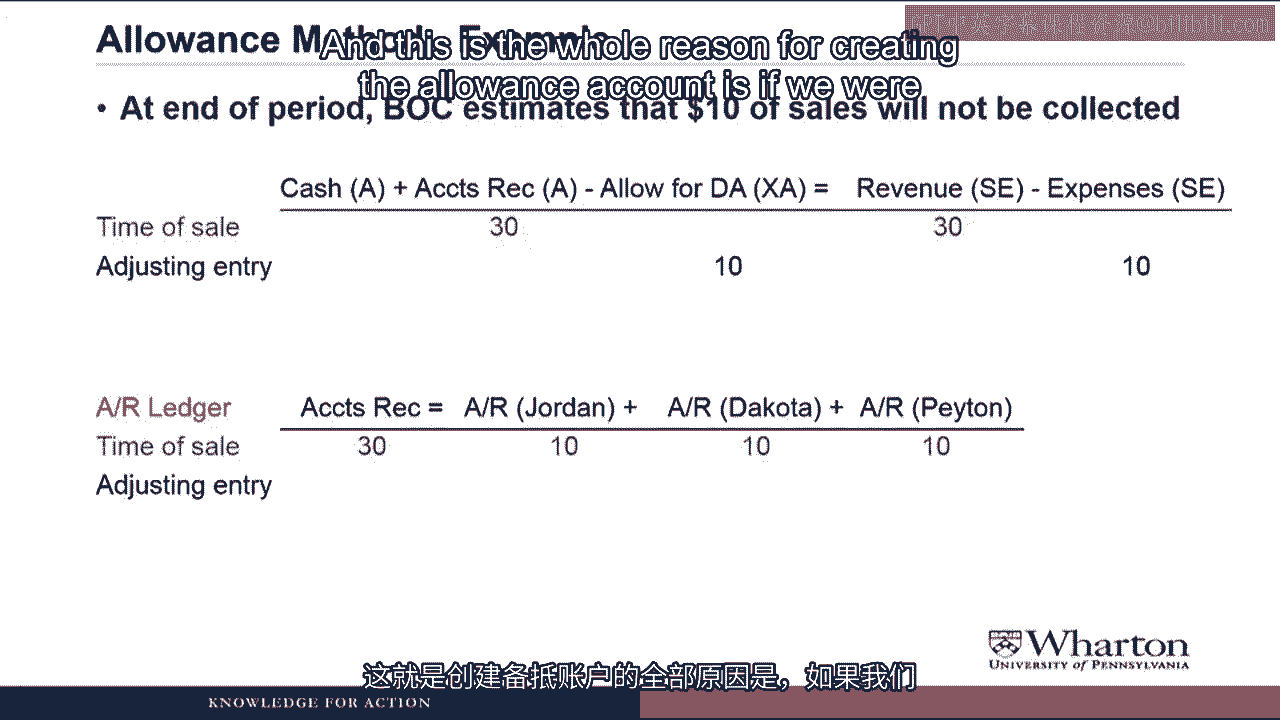 Allowance Method: Example
And this is the whole reason for creating
the allowance account is if we were
• At end of period, BOC estimates that $10 of sales will not be collected
Cash (A) + Accts Rec (A) - Allow for DA (XA) = Revenue (SE) - Expenses (SE)
Time of sale 30 30
Adjusting entry 10 10
A/R Ledger Accts Rec = A/R (Jordan) + A/R (Dakota) + A/R (Peyton)
Time of sale 30 10 10 10
Adjusting entry
Wharton
UNIVERSITY of PENNSYLVANIA
这就是创建备抵账户的全部原因是，如果我们
KNOWLEDGE FOR ACTION